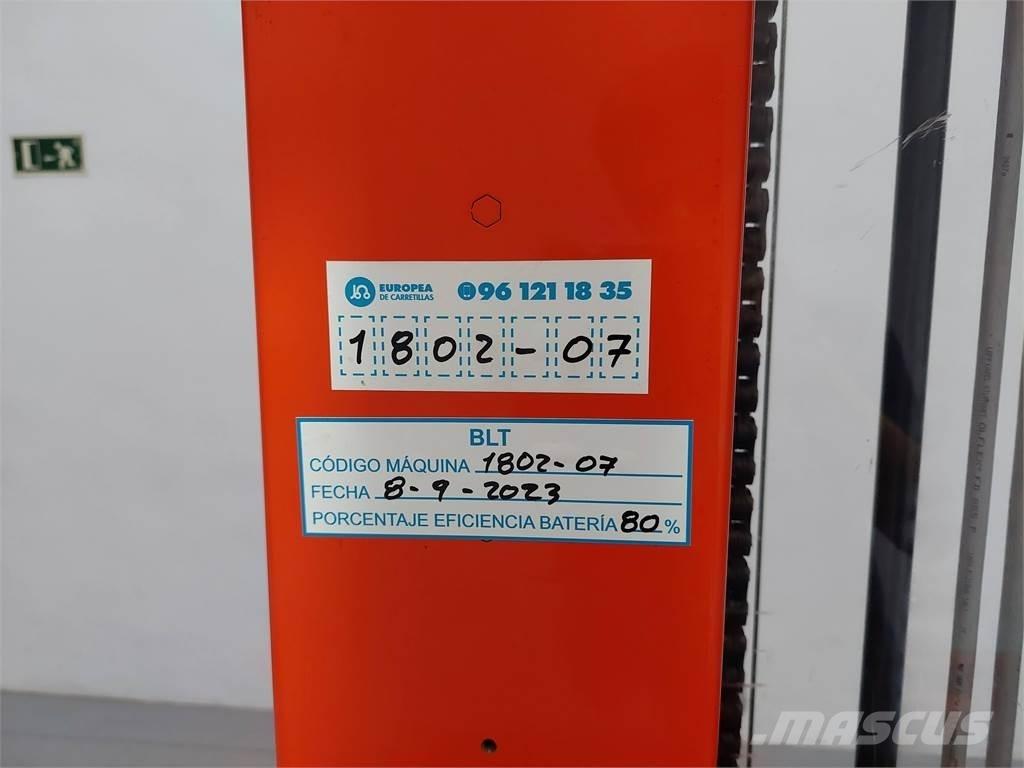 EUROPEA
DE CARRETILLAS
96 121 18 35
1802-07
BLT
CÓDIGO MÁQUINA 1802-07
FECHA 8-9-2023
PORCENTAJE EFICIENCIA BATERÍA 80 %
MASCUS